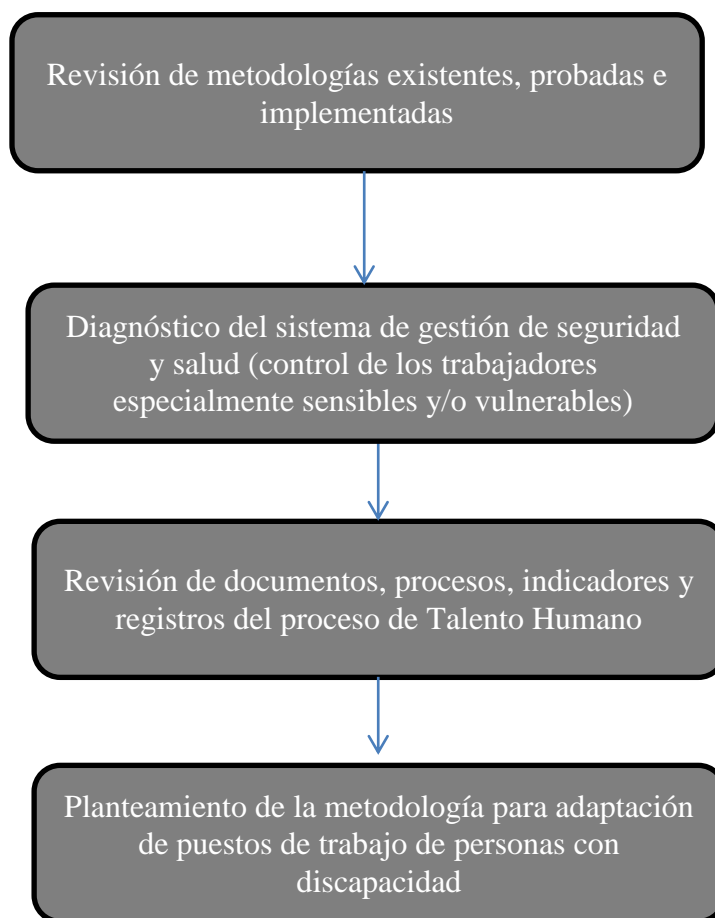 Revisión de metodologías existentes, probadas e
implementadas
Diagnóstico del sistema de gestión de seguridad
y salud (control de los trabajadores
especialmente sensibles y/o vulnerables)
Revisión de documentos, procesos, indicadores y
registros del proceso de Talento Humano
Planteamiento de la metodología para adaptación
de puestos de trabajo de personas con
discapacidad